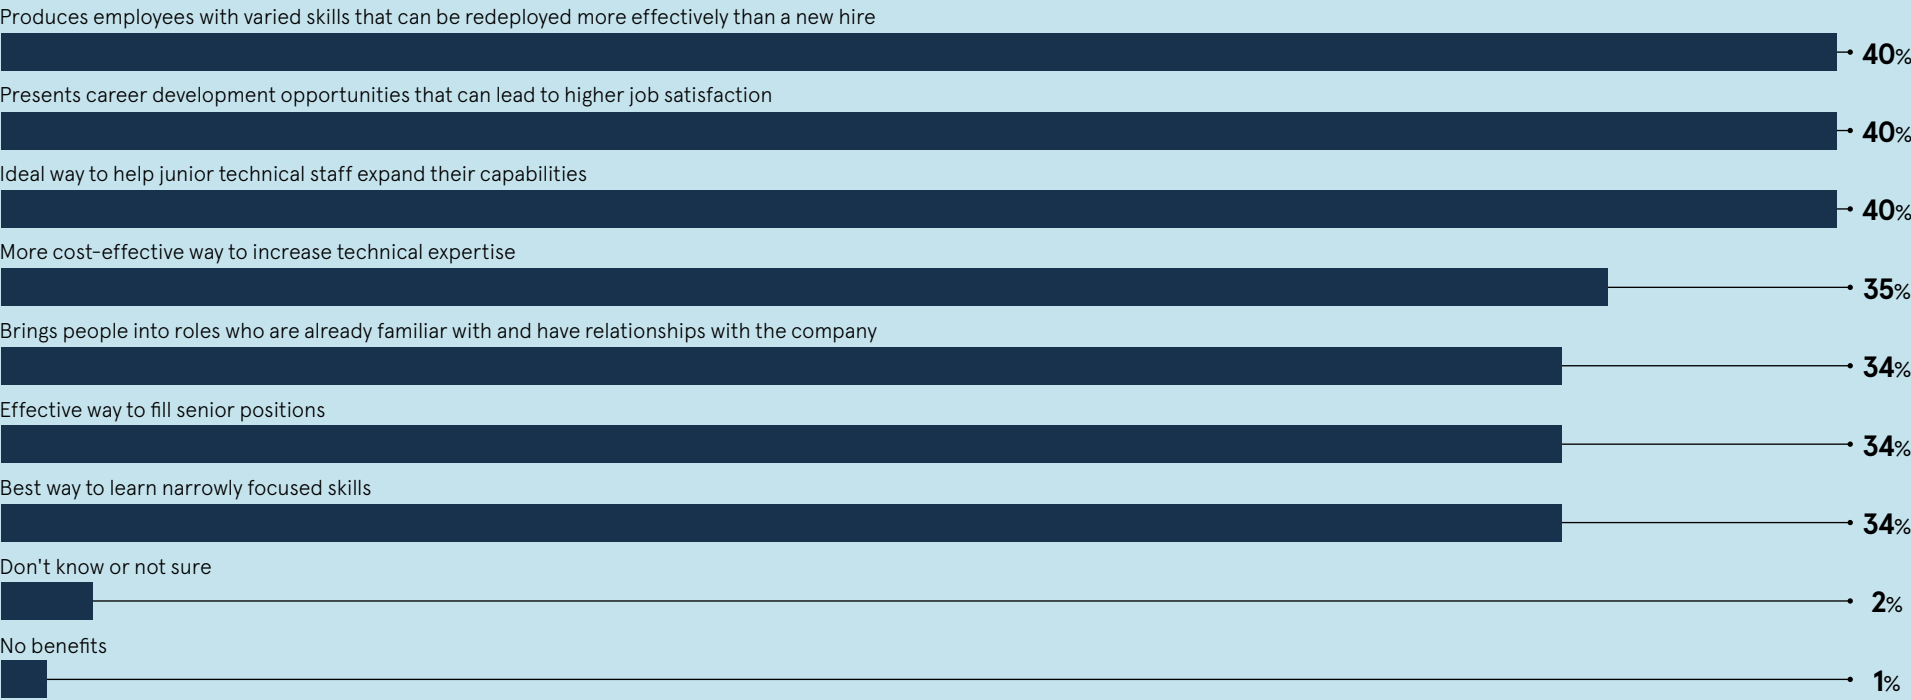 Produces employees with varied skills that can be redeployed more effectively than a new hire
40%
Presents career development opportunities that can lead to higher job satisfaction
40%
Ideal way to help junior technical staff expand their capabilities
40%
More cost-effective way to increase technical expertise
35%
Brings people into roles who are already familiar with and have relationships with the company
34%
Effective way to fill senior positions
34%
Best way to learn narrowly focused skills
34%
Don't know or not sure
2%
No benefits
1%